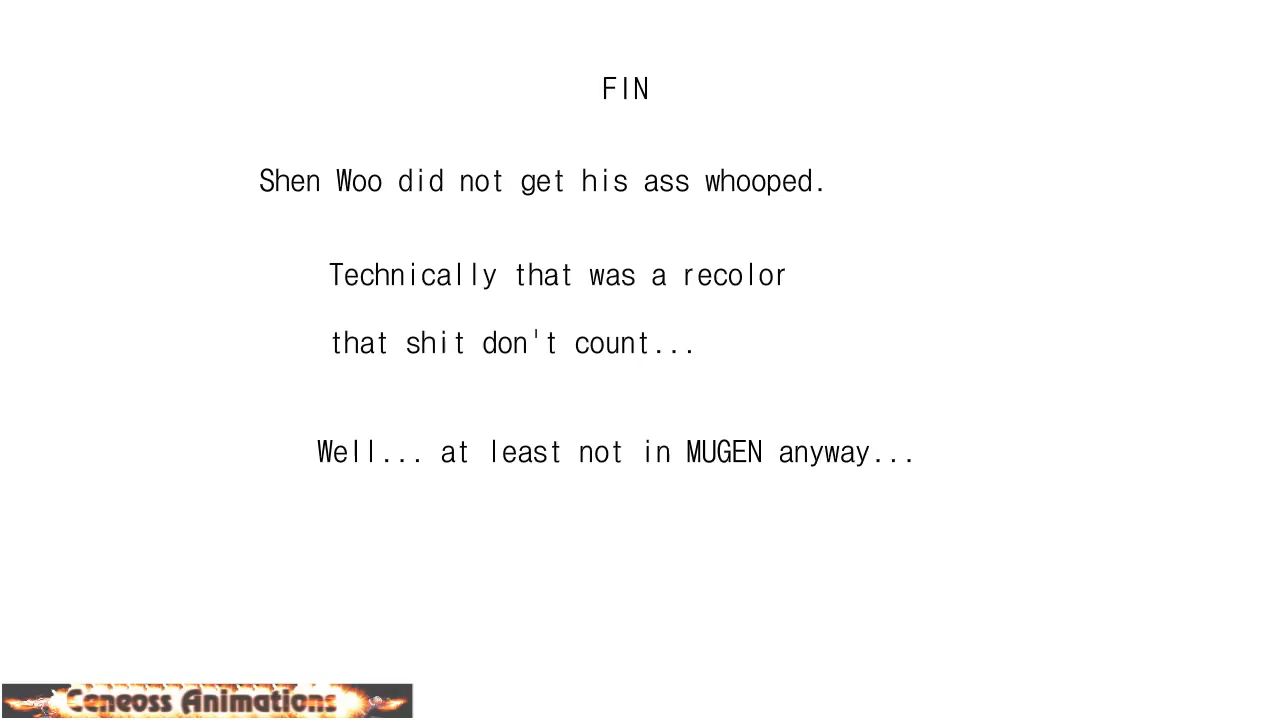 FIN
Shen Woo did not get his ass whooped.
Technically that was a recolor
that shit don't count...
Well... at least not in MUGEN anyway...
Ceneoss Animations